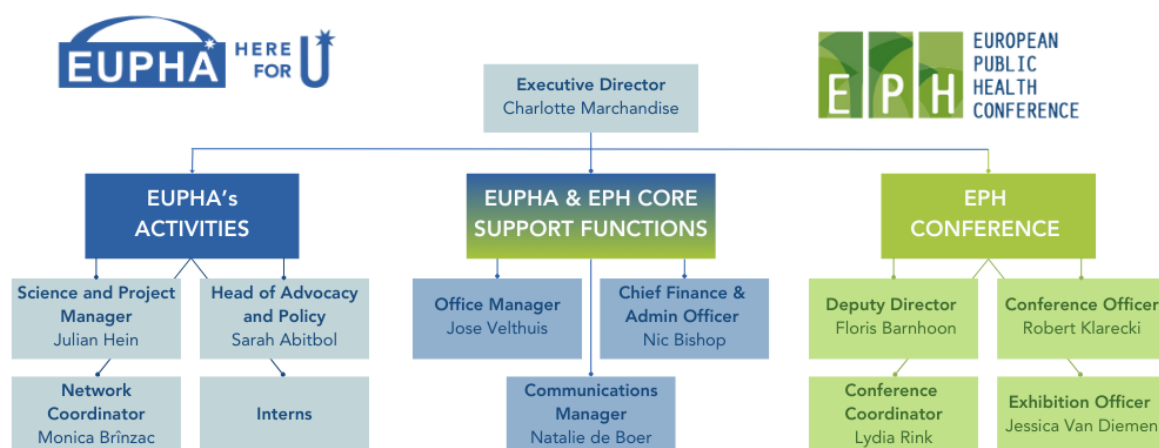 EUPHA
HERE
FOR U
EUROPEAN
PUBLIC
HEALTH
CONFERENCE
EPH
Executive Director
Charlotte Marchandise
EUPHA's
ACTIVITIES
EUPHA & EPH CORE
SUPPORT FUNCTIONS
EPH
CONFERENCE
Science and Project
Manager
Julian Hein
Head of Advocacy
and Policy
Sarah Abitbol
Office Manager
Jose Velthuis
Chief Finance &
Admin Officer
Nic Bishop
Deputy Director
Floris Barnhoon
Conference Officer
Robert Klarecki
Network
Coordinator
Monica Brînzac
Interns
Communications
Manager
Natalie de Boer
Conference
Coordinator
Lydia Rink
Exhibition Officer
Jessica Van Diemen